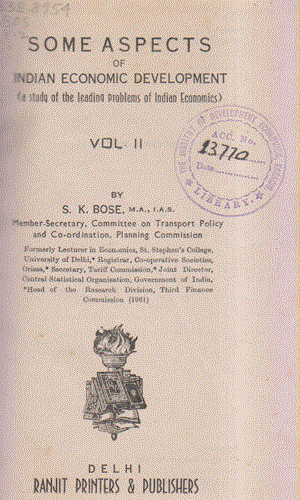 SOME ASPECTS
OF
INDIAN ECONOMIC DEVELOPMENT
(a study of the leading problems of Indian Economics)
VOL II
ACC. No.
13770
Date
LIBRARY
BY
S. K. BOSE, M.A., I.A.S.
Member-Secretary, Committee on Transport Policy
and Co-ordination, Planning Commission
Formerly Lecturer in Economics, St. Stephen's College,
University of Delhi,* Registrar, Co-operative Societies,
Orissa,* Secretary, Tariff Commission,* Joint Director,
Central Statistical Organisation, Government of India,
*Head of the Research Division, Third Finance
Commission (1961)
DELHI
RANJIT PRINTERS & PUBLISHERS